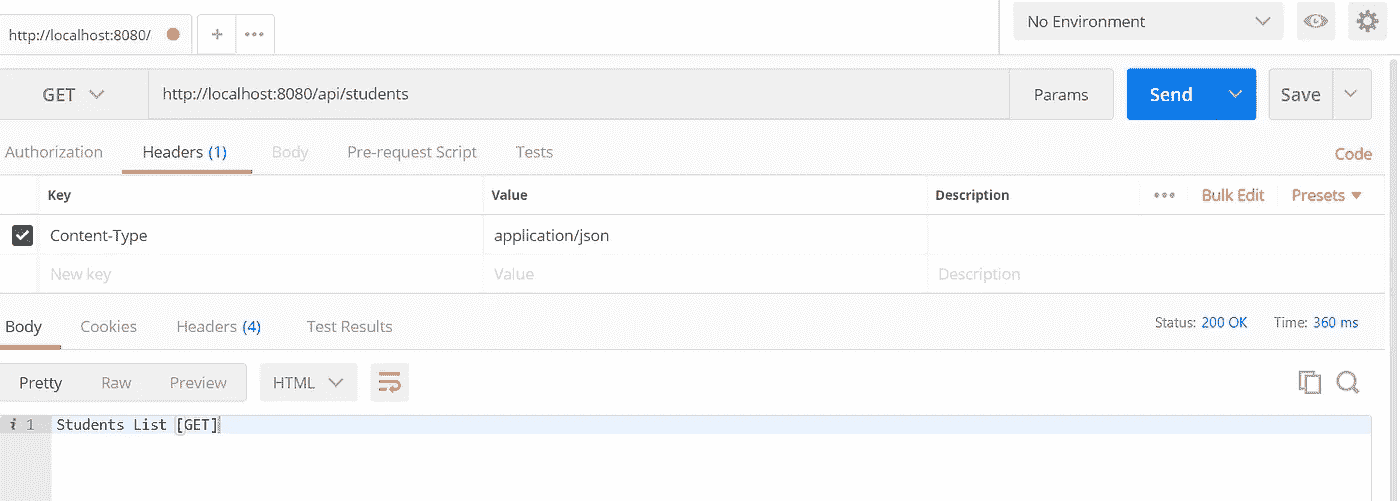 http://localhost:8080/ + ••• No Environment
GET http://localhost:8080/api/students Params Send Save
Authorization Headers (1) Body Pre-request Script Tests Code
Key Value Description ••• Bulk Edit Presets
Content-Type application/json
New key Value Description
Body Cookies Headers (4) Test Results Status: 200 OK Time: 360 ms
Pretty Raw Preview HTML
i 1 Students List [GET]